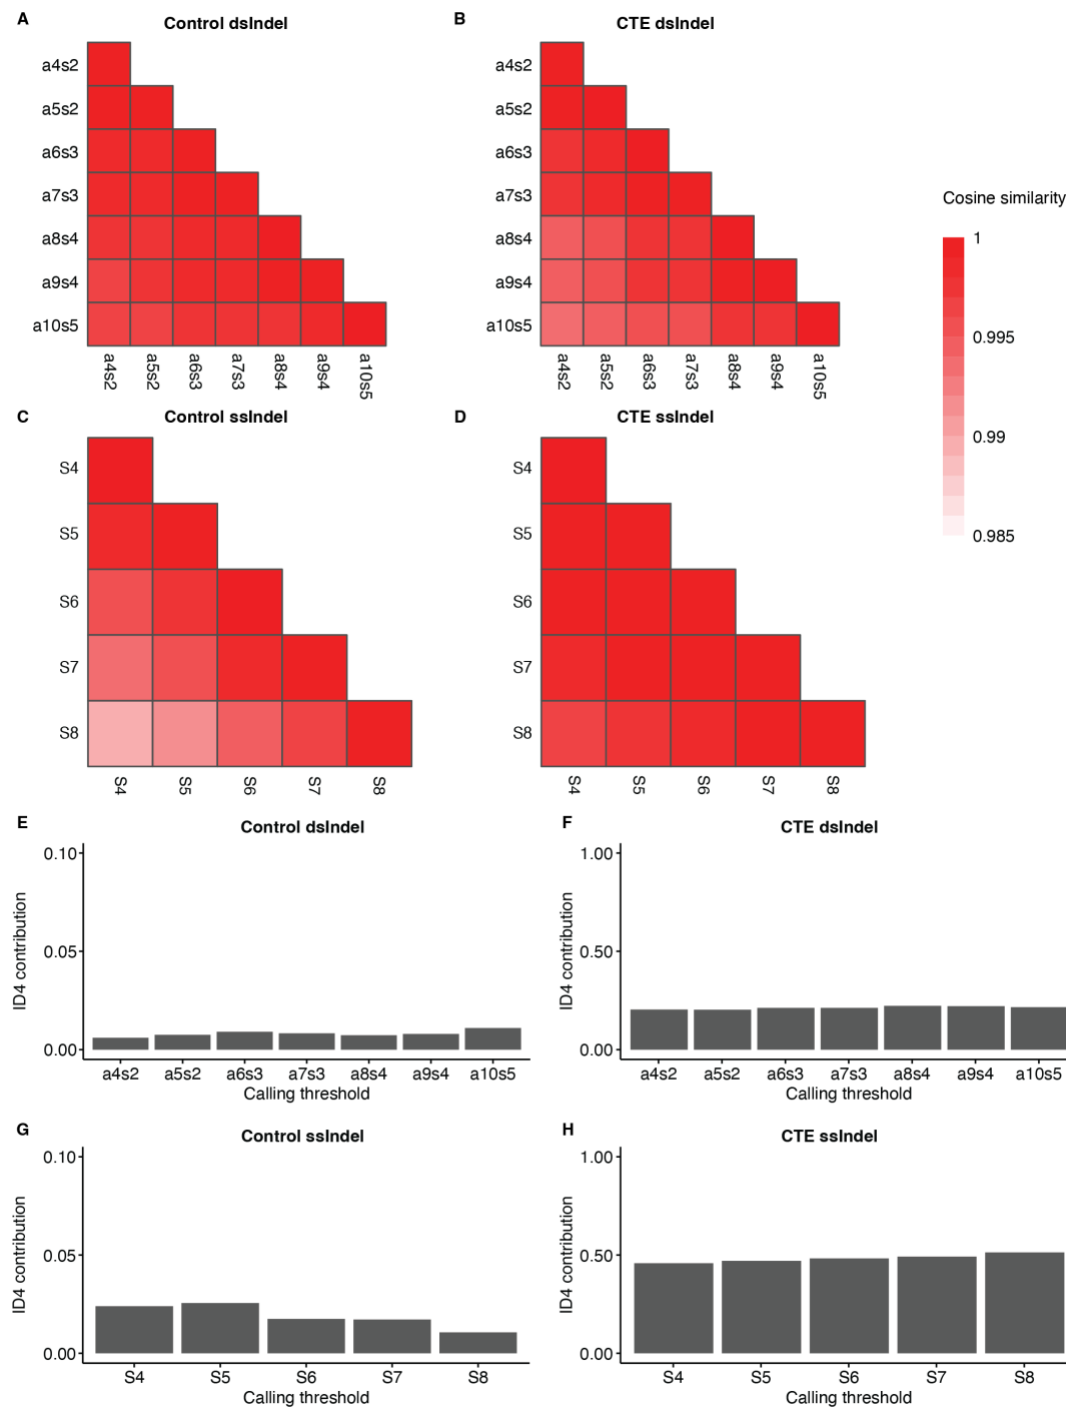 A
Control dsIndel
a4s2
a5s2
a6s3
a7s3
a8s4
a9s4
a10s5
a4s2 a5s2 a6s3 a7s3 a8s4 a9s4 a10s5
B
CTE dsIndel
a4s2
a5s2
a6s3
a7s3
a8s4
a9s4
a10s5
a4s2 a5s2 a6s3 a7s3 a8s4 a9s4 a10s5
Cosine similarity
1
0.995
0.99
0.985
C
Control ssIndel
S4
S5
S6
S7
S8
S4 S5 S6 S7 S8
D
CTE ssIndel
S4
S5
S6
S7
S8
S4 S5 S6 S7 S8
E
Control dsIndel
ID4 contribution
0.10
0.05
0.00
a4s2 a5s2 a6s3 a7s3 a8s4 a9s4 a10s5
Calling threshold
F
CTE dsIndel
ID4 contribution
1.00
0.50
0.00
a4s2 a5s2 a6s3 a7s3 a8s4 a9s4 a10s5
Calling threshold
G
Control ssIndel
ID4 contribution
0.10
0.05
0.00
S4 S5 S6 S7 S8
Calling threshold
H
CTE ssIndel
ID4 contribution
1.00
0.50
0.00
S4 S5 S6 S7 S8
Calling threshold